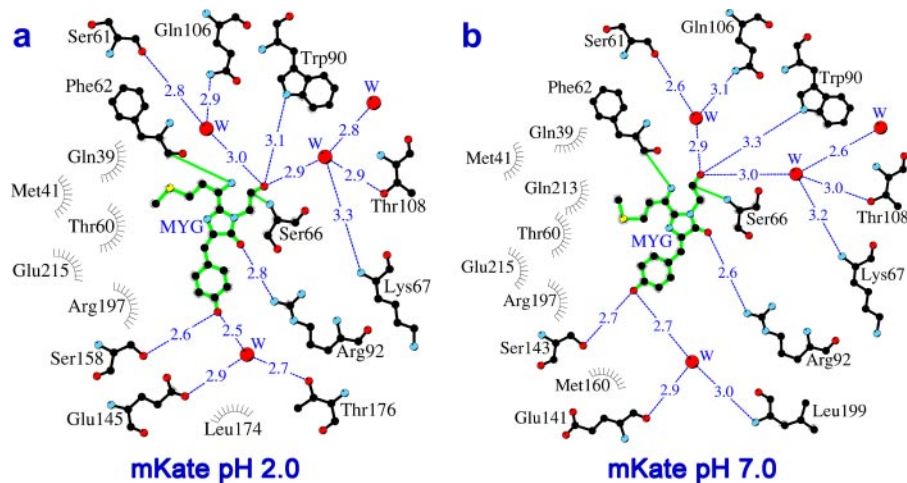 a
Ser61
Gln106
Trp90
Phe62
2.8
2.9
W
W
3.1
2.8
Gln39
3.0
W
2.9
2.9
Met41
Thr108
Ser66
MYG
3.3
Thr60
Glu215
2.8
Lys67
Arg197
2.6
2.5
Ser158
W
Arg92
2.9
2.7
Glu145
Thr176
Leu174
mKate pH 2.0
b
Ser61
Gln106
Trp90
Phe62
2.6
3.1
W
W
3.3
2.9
2.6
Gln39
W
Met41
3.0
3.0
Gln213
Ser66
Thr108
3.2
Thr60
MYG
Lys67
Glu215
2.6
Arg197
2.7
2.7
Ser143
Arg92
W
Met160
2.9
3.0
Glu141
Leu199
mKate pH 7.0